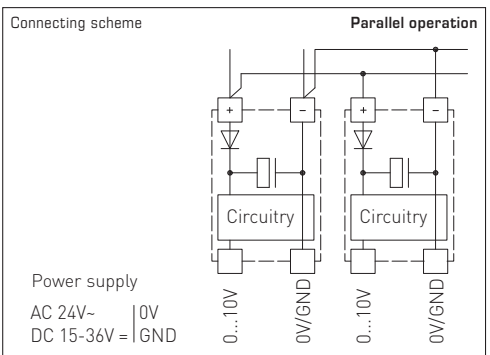 Connecting scheme
Parallel operation
+
−
+
−
Circuitry
Circuitry
Power supply
AC 24V~ | 0V
DC 15-36V = | GND
0...10V
0V/GND
0...10V
0V/GND